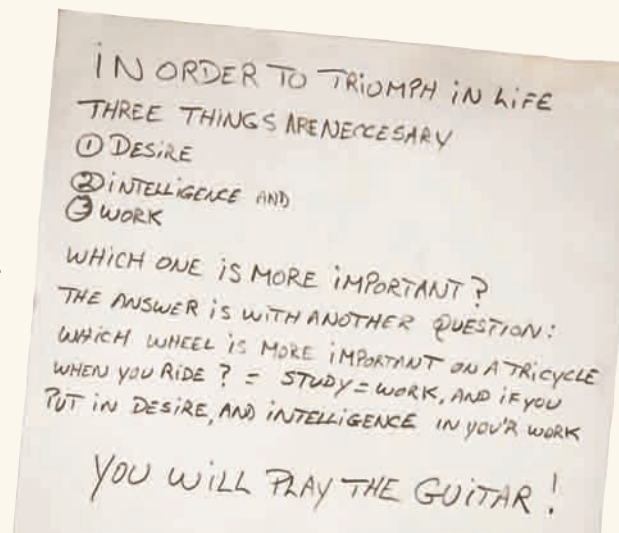 iN ORDER TO TRiUMPH iN LiFE
THREE THINGS ARE NECCESARY
① DESiRE
② iNTELLiGENCE AND
③ WORK
WHiCH ONE iS MORE iMPORTANT?
THE ANSWER iS WiTH ANOTHER QUESTiON:
WHiCH WHEEL iS MORE iMPORTANT ON A TRiCYCLE
WHEN YOU RiDE? = STUDY = WORK, AND iF YOU
PUT iN DESiRE, AND iNTELLiGENCE iN YOU'R WORK
YOU WiLL PLAY THE GUiTAR!